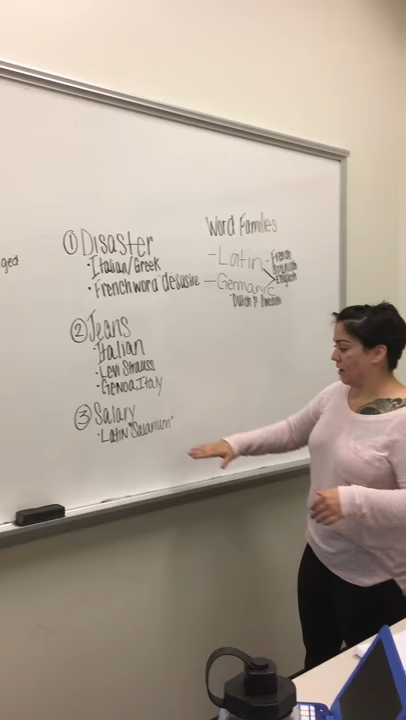 ged
① Disaster
• Italian/Greek
• French word "désastre
② Jeans
• Italian
• Levi Strauss
• Genoa, Italy
③ Salary
• Latin "Salarium"
Word Families
- Latin - French
Spanish
English
- Germanic
Dutch & Swedish